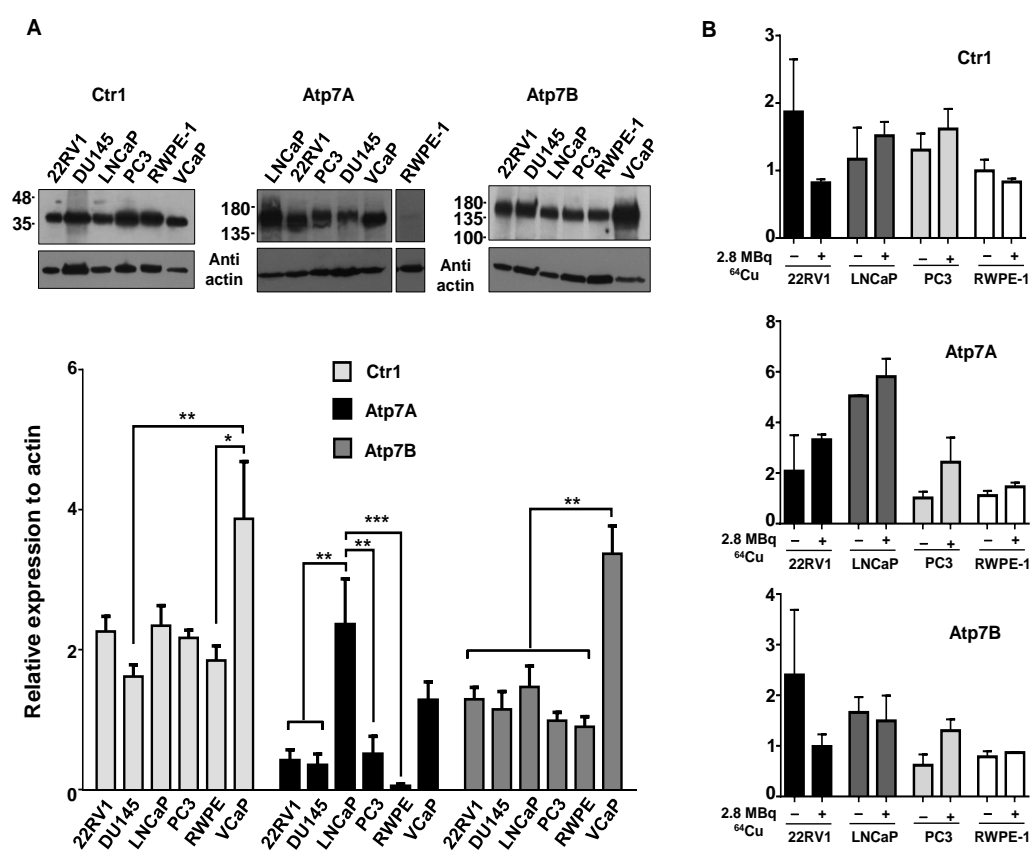 A
Ctr1
22RV1 DU145 LNCaP PC3 RWPE-1 VCaP
48-
35-
Atp7A
LNCaP 22RV1 PC3 DU145 VCaP RWPE-1
180-
135-
Anti
actin
Atp7B
22RV1 DU145 LNCaP PC3 RWPE-1 VCaP
180-
135-
100-
Anti
actin
Relative expression to actin
6
4
2
0
Ctr1
Atp7A
Atp7B
**
*
**
***
**
**
22RV1 DU145 LNCaP PC3 RWPE VCaP
22RV1 DU145 LNCaP PC3 RWPE VCaP
22RV1 DU145 LNCaP PC3 RWPE VCaP
B
Ctr1
3
2
1
0
2.8 MBq – + – + – + – +
⁶⁴Cu 22RV1 LNCaP PC3 RWPE-1
Atp7A
8
6
4
2
0
2.8 MBq – + – + – + – +
⁶⁴Cu 22RV1 LNCaP PC3 RWPE-1
Atp7B
4
3
2
1
0
2.8 MBq – + – + – + – +
⁶⁴Cu 22RV1 LNCaP PC3 RWPE-1